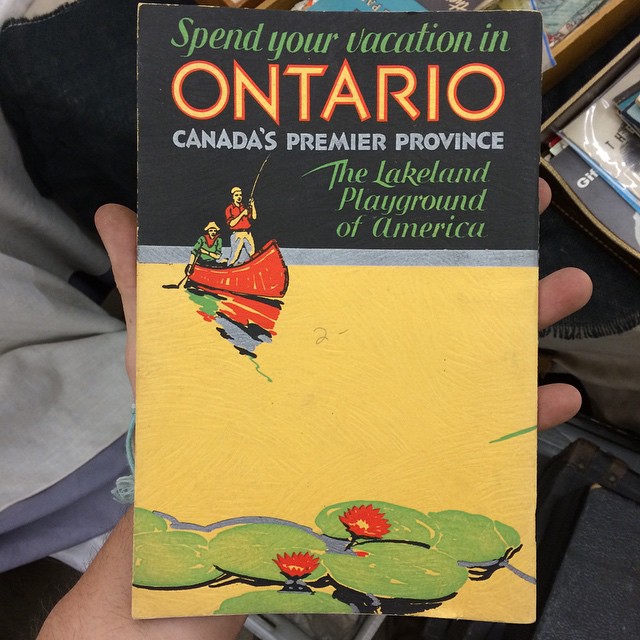 Spend your vacation in
ONTARIO
CANADA'S PREMIER PROVINCE
The Lakeland
Playground
of America
2-